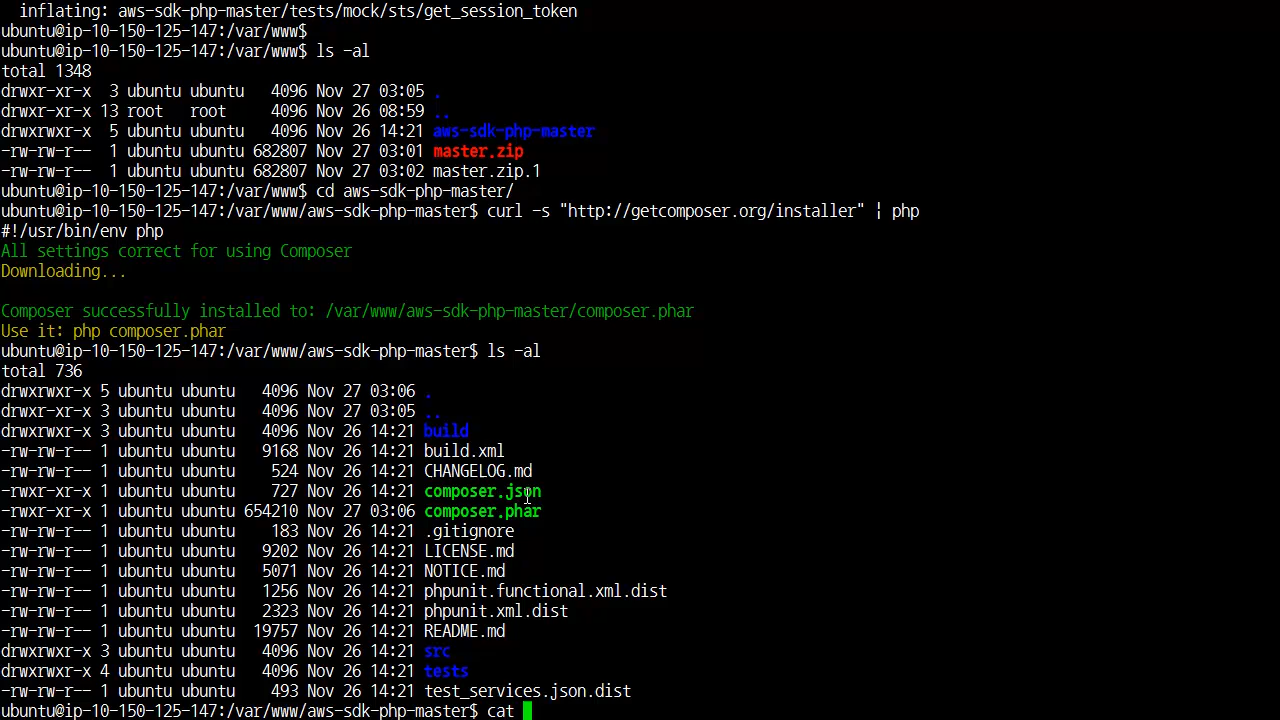 inflating: aws-sdk-php-master/tests/mock/sts/get_session_token
ubuntu@ip-10-150-125-147:/var/www$
ubuntu@ip-10-150-125-147:/var/www$ ls -al
total 1348
drwxr-xr-x  3 ubuntu ubuntu   4096 Nov 27 03:05 .
drwxr-xr-x 13 root   root     4096 Nov 26 08:59 ..
drwxrwxr-x  5 ubuntu ubuntu   4096 Nov 26 14:21 aws-sdk-php-master
-rw-rw-r--  1 ubuntu ubuntu 682807 Nov 27 03:01 master.zip
-rw-rw-r--  1 ubuntu ubuntu 682807 Nov 27 03:02 master.zip.1
ubuntu@ip-10-150-125-147:/var/www$ cd aws-sdk-php-master/
ubuntu@ip-10-150-125-147:/var/www/aws-sdk-php-master$ curl -s "http://getcomposer.org/installer" | php
#!/usr/bin/env php
All settings correct for using Composer
Downloading...
Composer successfully installed to: /var/www/aws-sdk-php-master/composer.phar
Use it: php composer.phar
ubuntu@ip-10-150-125-147:/var/www/aws-sdk-php-master$ ls -al
total 736
drwxrwxr-x 5 ubuntu ubuntu   4096 Nov 27 03:06 .
drwxr-xr-x 3 ubuntu ubuntu   4096 Nov 27 03:05 ..
drwxrwxr-x 3 ubuntu ubuntu   4096 Nov 26 14:21 build
-rw-rw-r-- 1 ubuntu ubuntu   9168 Nov 26 14:21 build.xml
-rw-rw-r-- 1 ubuntu ubuntu    524 Nov 26 14:21 CHANGELOG.md
-rwxrwxr-x 1 ubuntu ubuntu    727 Nov 26 14:21 composer.json
-rwxrwxr-x 1 ubuntu ubuntu 654210 Nov 27 03:06 composer.phar
-rw-rw-r-- 1 ubuntu ubuntu    183 Nov 26 14:21 .gitignore
-rw-rw-r-- 1 ubuntu ubuntu   9202 Nov 26 14:21 LICENSE.md
-rw-rw-r-- 1 ubuntu ubuntu   5071 Nov 26 14:21 NOTICE.md
-rw-rw-r-- 1 ubuntu ubuntu   1256 Nov 26 14:21 phpunit.functional.xml.dist
-rw-rw-r-- 1 ubuntu ubuntu   2323 Nov 26 14:21 phpunit.xml.dist
-rw-rw-r-- 1 ubuntu ubuntu  19757 Nov 26 14:21 README.md
drwxrwxr-x 3 ubuntu ubuntu   4096 Nov 26 14:21 src
drwxrwxr-x 4 ubuntu ubuntu   4096 Nov 26 14:21 tests
-rw-rw-r-- 1 ubuntu ubuntu    493 Nov 26 14:21 test_services.json.dist
ubuntu@ip-10-150-125-147:/var/www/aws-sdk-php-master$ cat